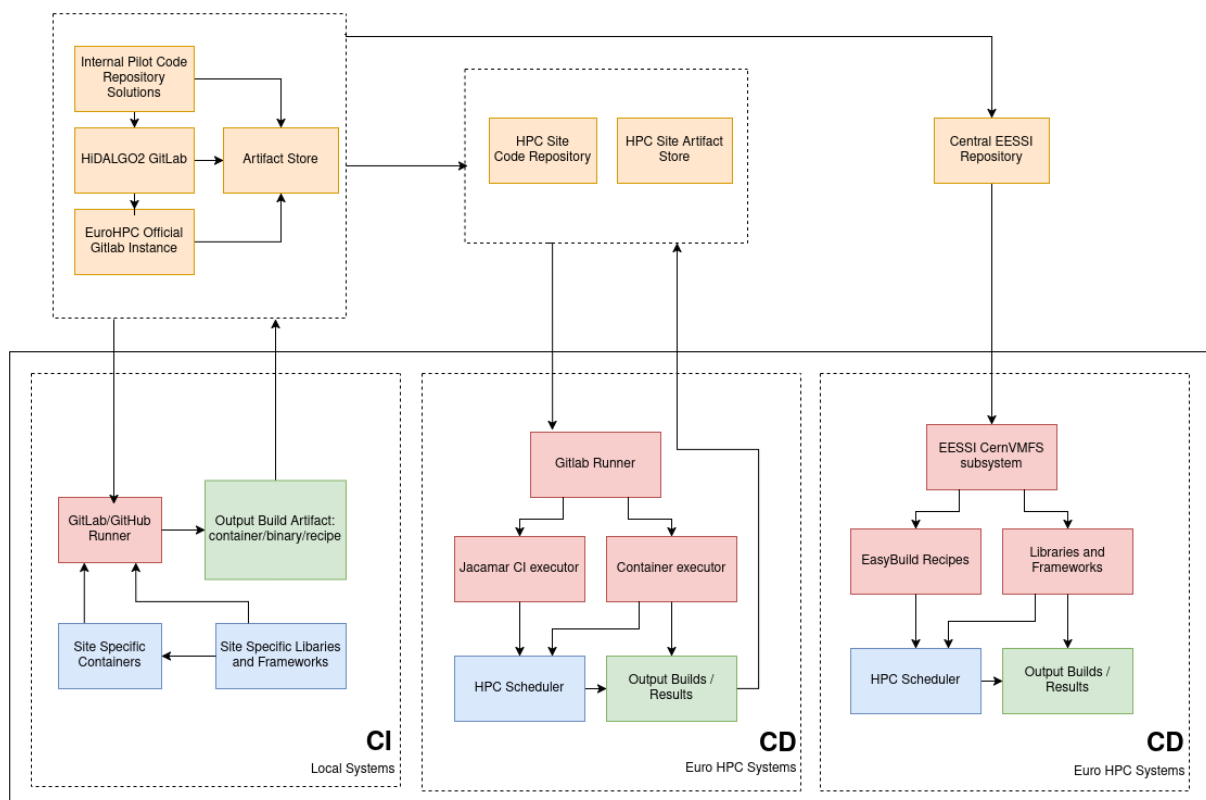 Internal Pilot Code
Repository
Solutions
HiDALGO2 GitLab
Artifact Store
EuroHPC Official
Gitlab Instance
HPC Site
Code Repository
HPC Site Artifact
Store
Central EESSI
Repository
GitLab/GitHub
Runner
Output Build Artifact:
container/binary/recipe
Site Specific
Containers
Site Specific Libaries
and Frameworks
CI
Local Systems
Gitlab Runner
Jacamar CI executor
Container executor
HPC Scheduler
Output Builds /
Results
CD
Euro HPC Systems
EESSI CernVMFS
subsystem
EasyBuild Recipes
Libraries and
Frameworks
HPC Scheduler
Output Builds /
Results
CD
Euro HPC Systems